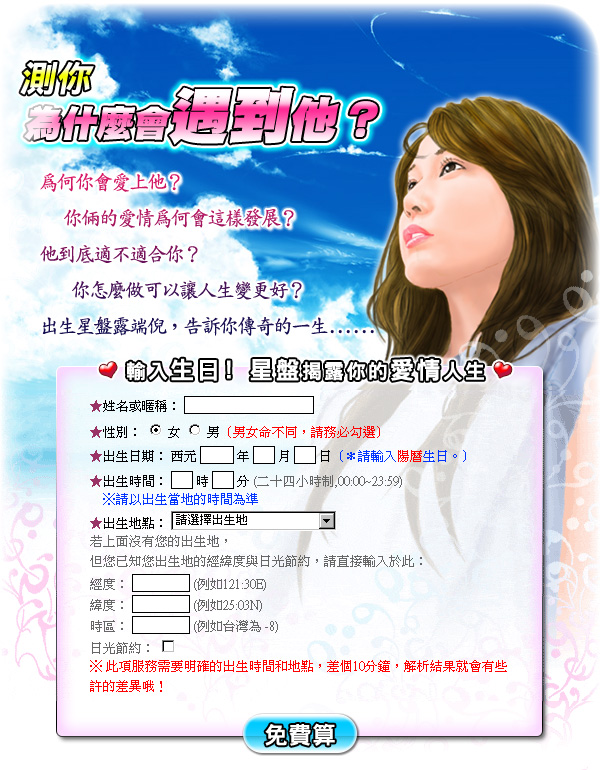 測你
為什麼會遇到他？
爲何你會愛上他？
你倆的愛情爲何會這樣發展？
他到底適不適合你？
你怎麼做可以讓人生變更好？
出生星盤露端倪，告訴你傳奇的一生……
輸入生日！ 星盤揭露你的愛情人生
★姓名或暱稱：
★性別： 女 男〔男女命不同，請務必勾選〕
★出生日期：西元 年 月 日〔＊請輸入陽曆生日。〕
★出生時間： 時 分 (二十四小時制,00:00~23:59)
※請以出生當地的時間為準
★出生地點： 請選擇出生地
若上面沒有您的出生地，
但您已知您出生地的經緯度與日光節約，請直接輸入於此：
經度： (例如121:30E)
緯度： (例如25:03N)
時區： (例如台灣為 -8)
日光節約：
※ 此項服務需要明確的出生時間和地點，差個10分鐘，解析結果就會有些
許的差異哦！
免費算